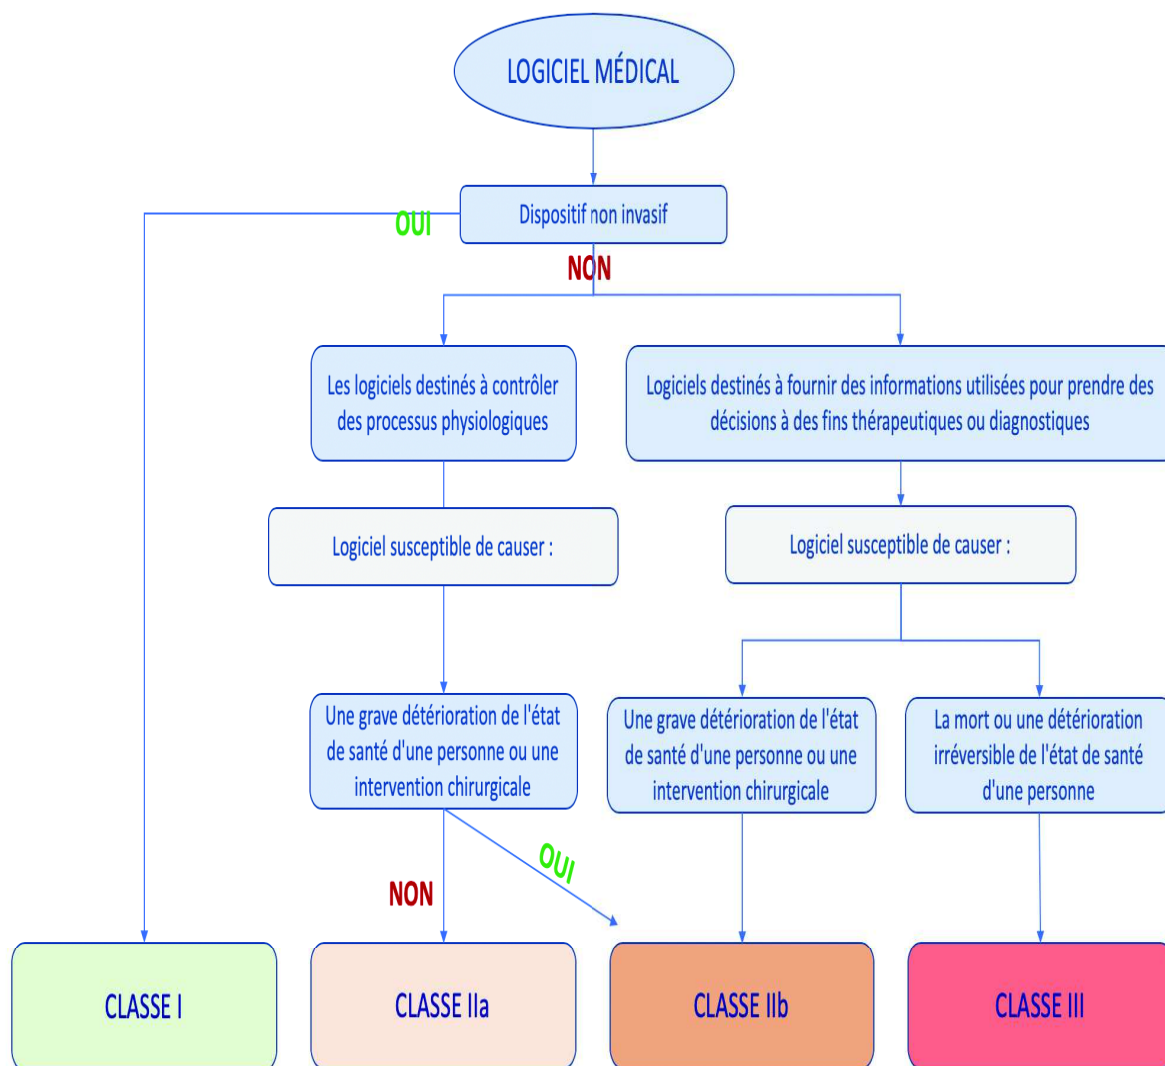 LOGICIEL MÉDICAL
Dispositif non invasif
OUI
NON
Les logiciels destinés à contrôler
des processus physiologiques
Logiciels destinés à fournir des informations utilisées pour prendre des
décisions à des fins thérapeutiques ou diagnostiques
Logiciel susceptible de causer :
Logiciel susceptible de causer :
Une grave détérioration de l'état
de santé d'une personne ou une
intervention chirurgicale
Une grave détérioration de l'état
de santé d'une personne ou une
intervention chirurgicale
La mort ou une détérioration
irréversible de l'état de santé
d'une personne
NON
OUI
CLASSE I
CLASSE IIa
CLASSE IIb
CLASSE III